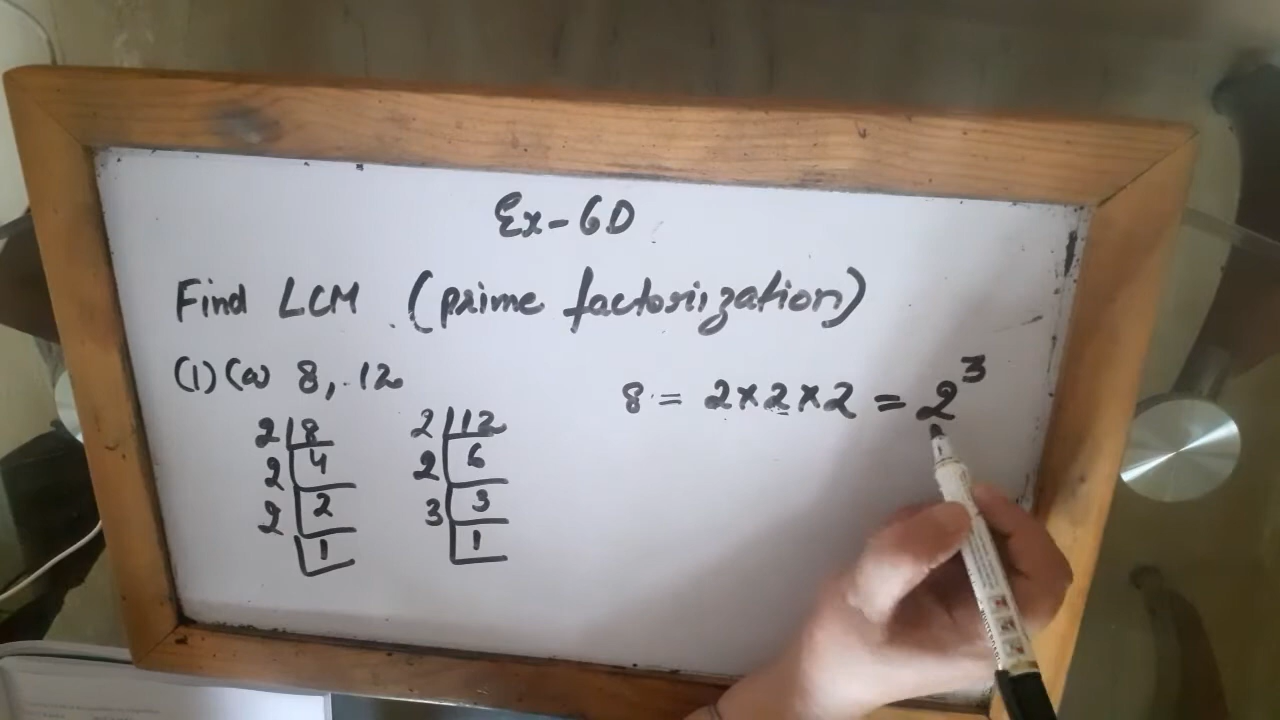 Ex-6D
Find LCM (prime factorization)
(1)(a) 8, 12
8 = 2×2×2 = 2³
2 8
2 4
2 2
1
2 12
2 6
3 3
1